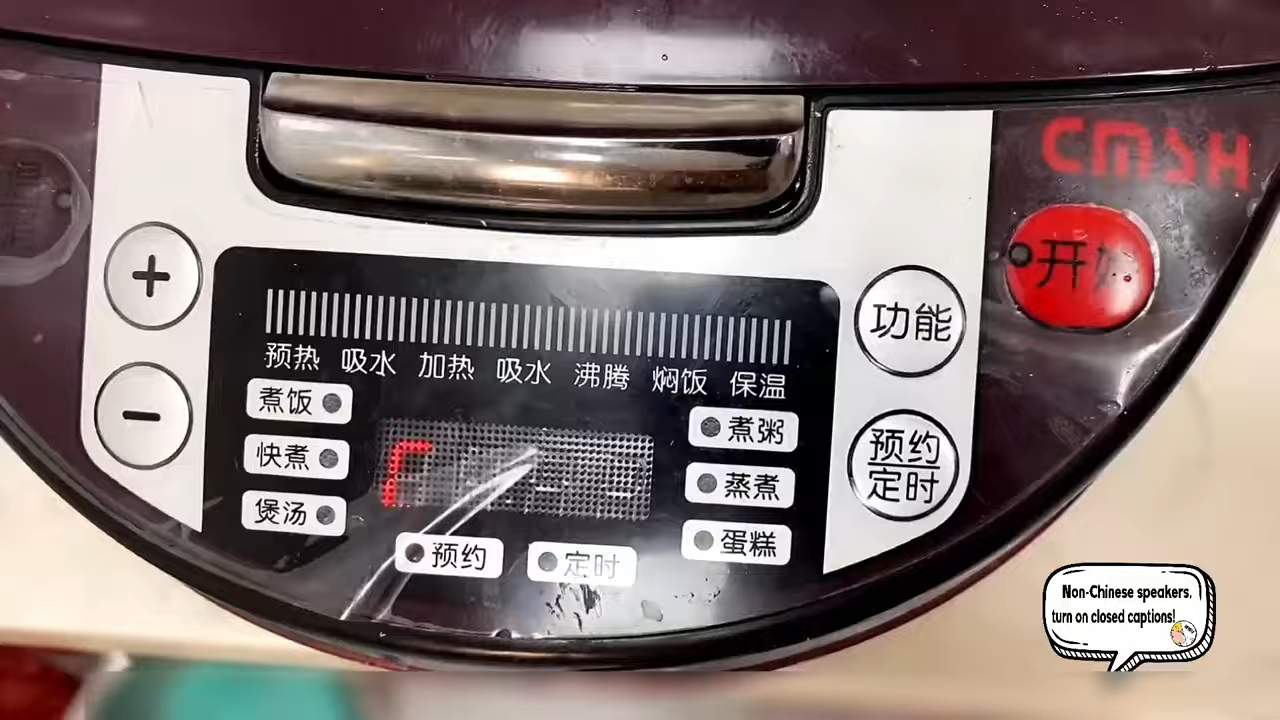 CMSH
开始
+
功能
预热 吸水 加热 吸水 沸腾 焖饭 保温
-
煮饭
煮粥
快煮
蒸煮
预约
定时
煲汤
蛋糕
预约
定时
Non-Chinese speakers,
turn on closed captions!